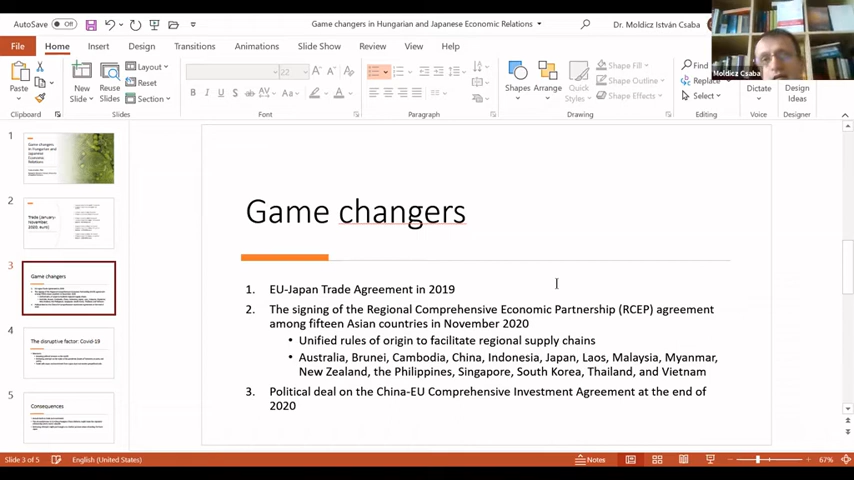 AutoSave Off
Game changers in Hungarian and Japanese Economic Relations
Dr. Moldicz István Csaba
File Home Insert Design Transitions Animations Slide Show Review View Help
Moldicz Csaba
Paste
Clipboard
New Slide
Reuse Slides
Layout
Reset
Section
Slides
22
Font
Paragraph
Shapes
Arrange
Quick Styles
Shape Fill
Shape Outline
Shape Effects
Drawing
Find
Replace
Select
Editing
Dictate
Voice
Design Ideas
Designer
1
Game changers in Hungarian and Japanese Economic Relations
2
Trade (January-November, 2020, euro)
3
Game changers
4
The disruptive factor: Covid-19
5
Consequences
Game changers
1. EU-Japan Trade Agreement in 2019
2. The signing of the Regional Comprehensive Economic Partnership (RCEP) agreement
among fifteen Asian countries in November 2020
• Unified rules of origin to facilitate regional supply chains
• Australia, Brunei, Cambodia, China, Indonesia, Japan, Laos, Malaysia, Myanmar,
New Zealand, the Philippines, Singapore, South Korea, Thailand, and Vietnam
3. Political deal on the China-EU Comprehensive Investment Agreement at the end of
2020
Slide 3 of 5
English (United States)
Notes
67%